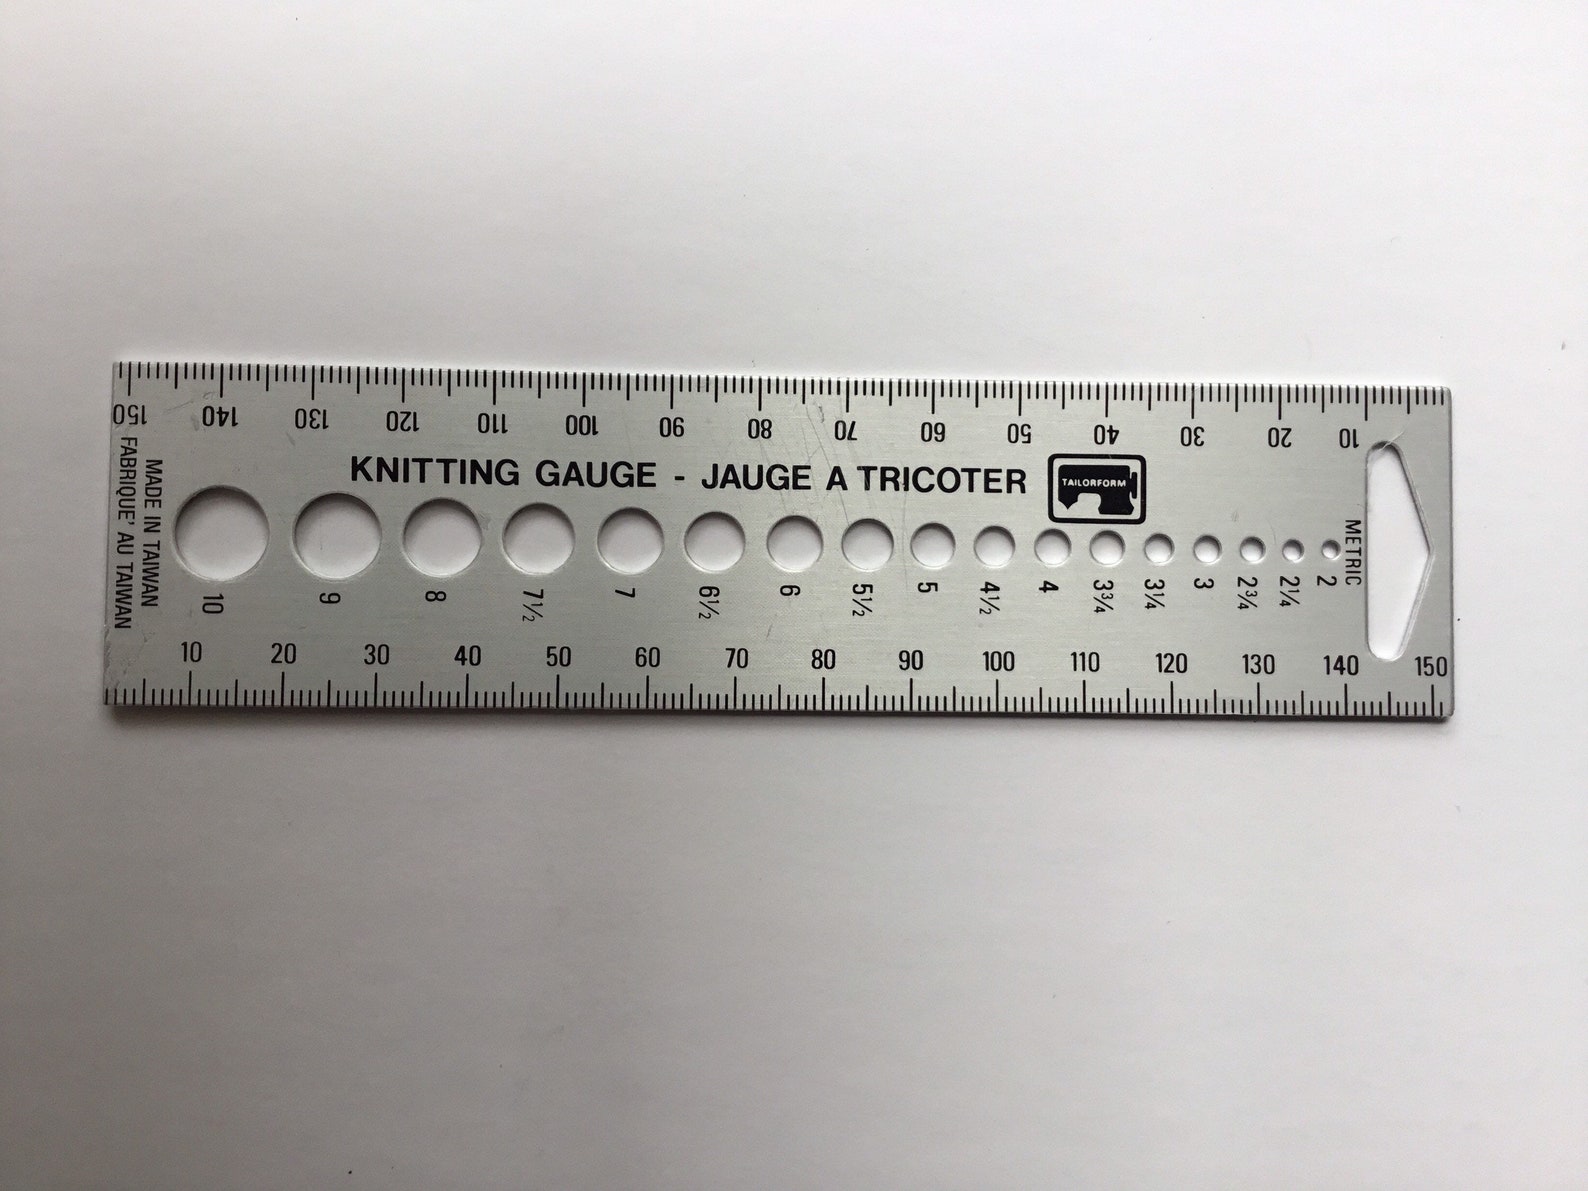 150 140 130 120 110 100 90 80 70 60 50 40 30 20 10
KNITTING GAUGE - JAUGE A TRICOTER
TAILORFORM
MADE IN TAIWAN
FABRIQUE' AU TAIWAN
10 9 8 7½ 7 6½ 6 5½ 5 4½ 4 3¾ 3¼ 3 2¾ 2¼ 2
METRIC
10 20 30 40 50 60 70 80 90 100 110 120 130 140 150